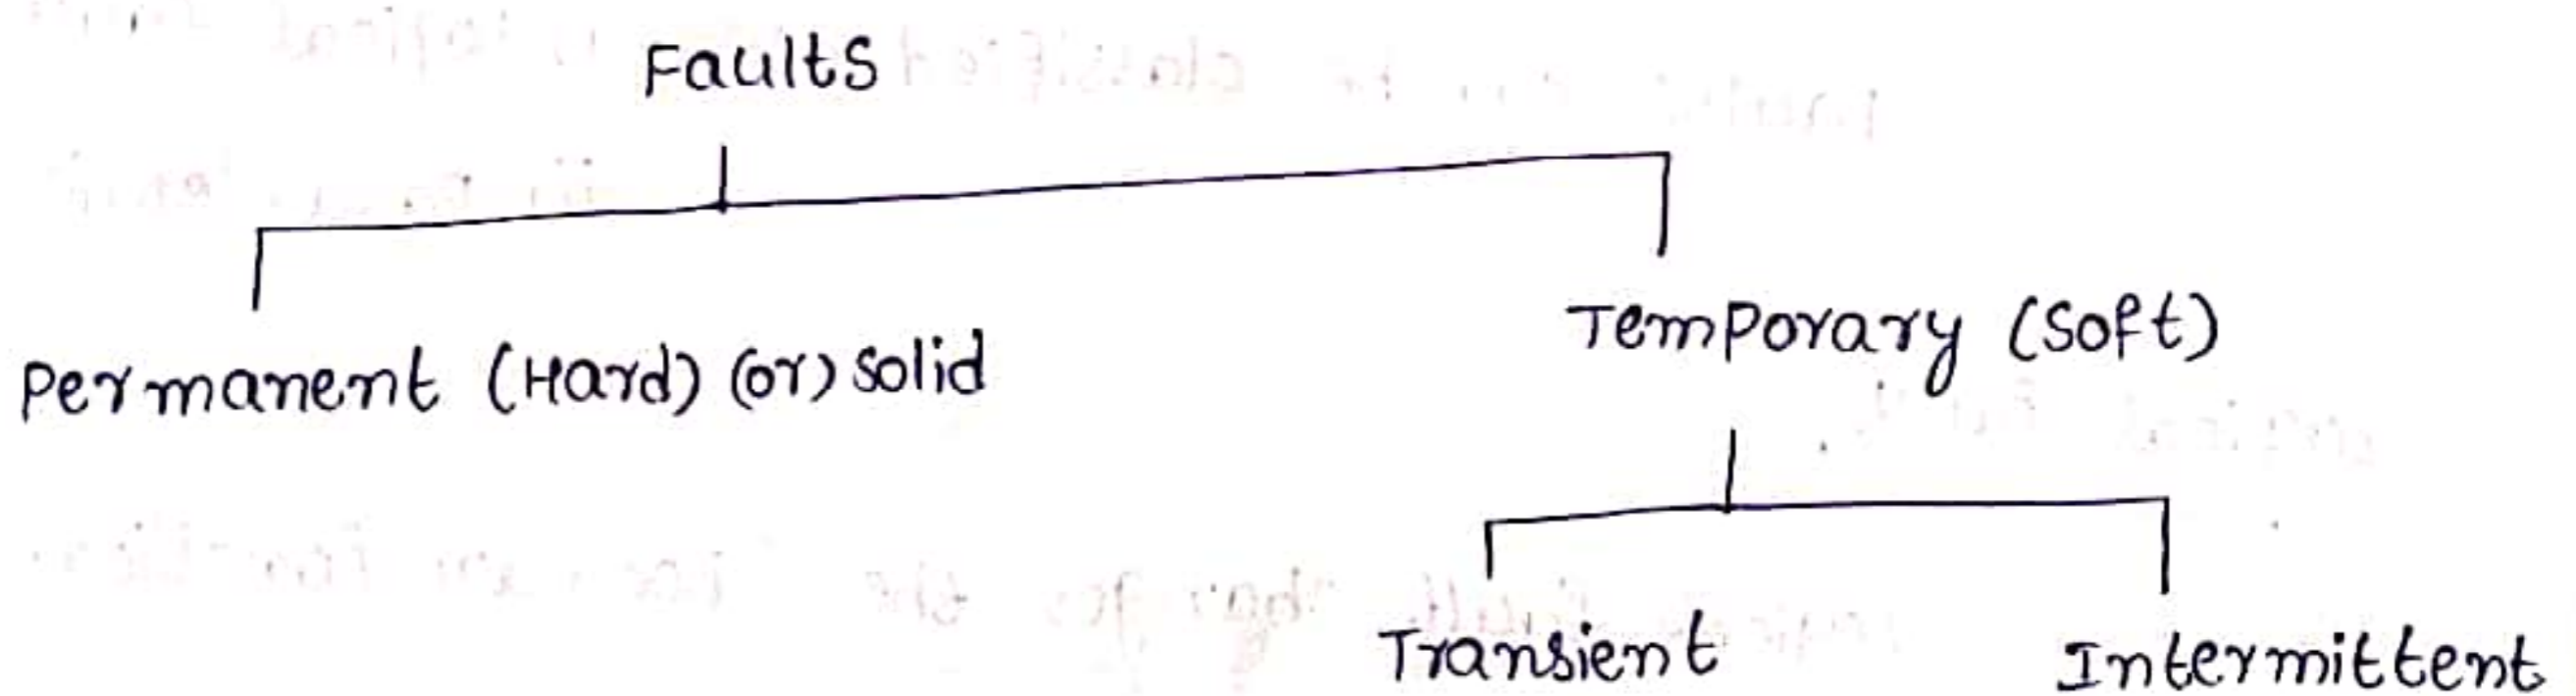 Faults
Permanent (Hard) (or) solid
Temporary (Soft)
Transient
Intermittent